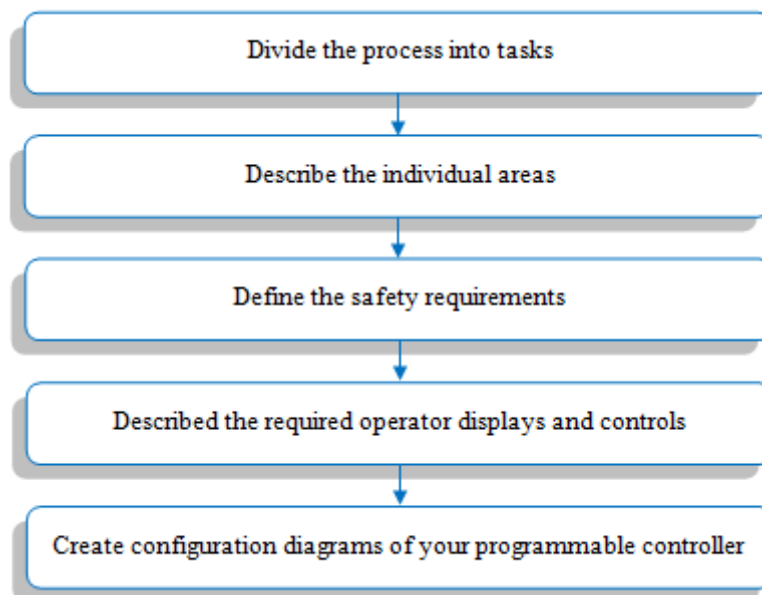 Divide the process into tasks
Describe the individual areas
Define the safety requirements
Described the required operator displays and controls
Create configuration diagrams of your programmable controller